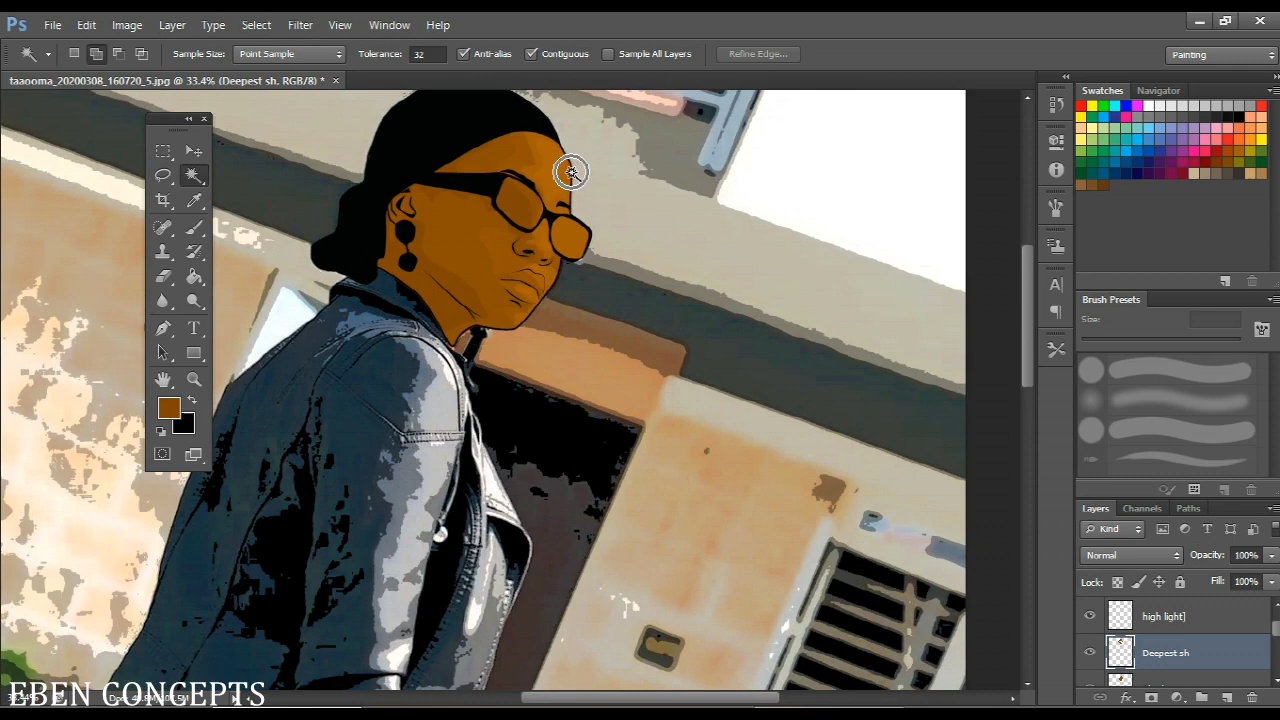 Ps File Edit Image Layer Type Select Filter View Window Help
Sample Size: Point Sample Tolerance: 32 Anti-alias Contiguous Sample All Layers Refine Edge... Painting
taaooma_20200308_160720_5.jpg @ 33.4% (Deepest sh, RGB/8) * ×
Swatches Navigator
Brush Presets
Size:
Layers Channels Paths
Kind
Normal Opacity: 100%
Lock: Fill: 100%
high light]
Deepest sh
EBEN CONCEPTS